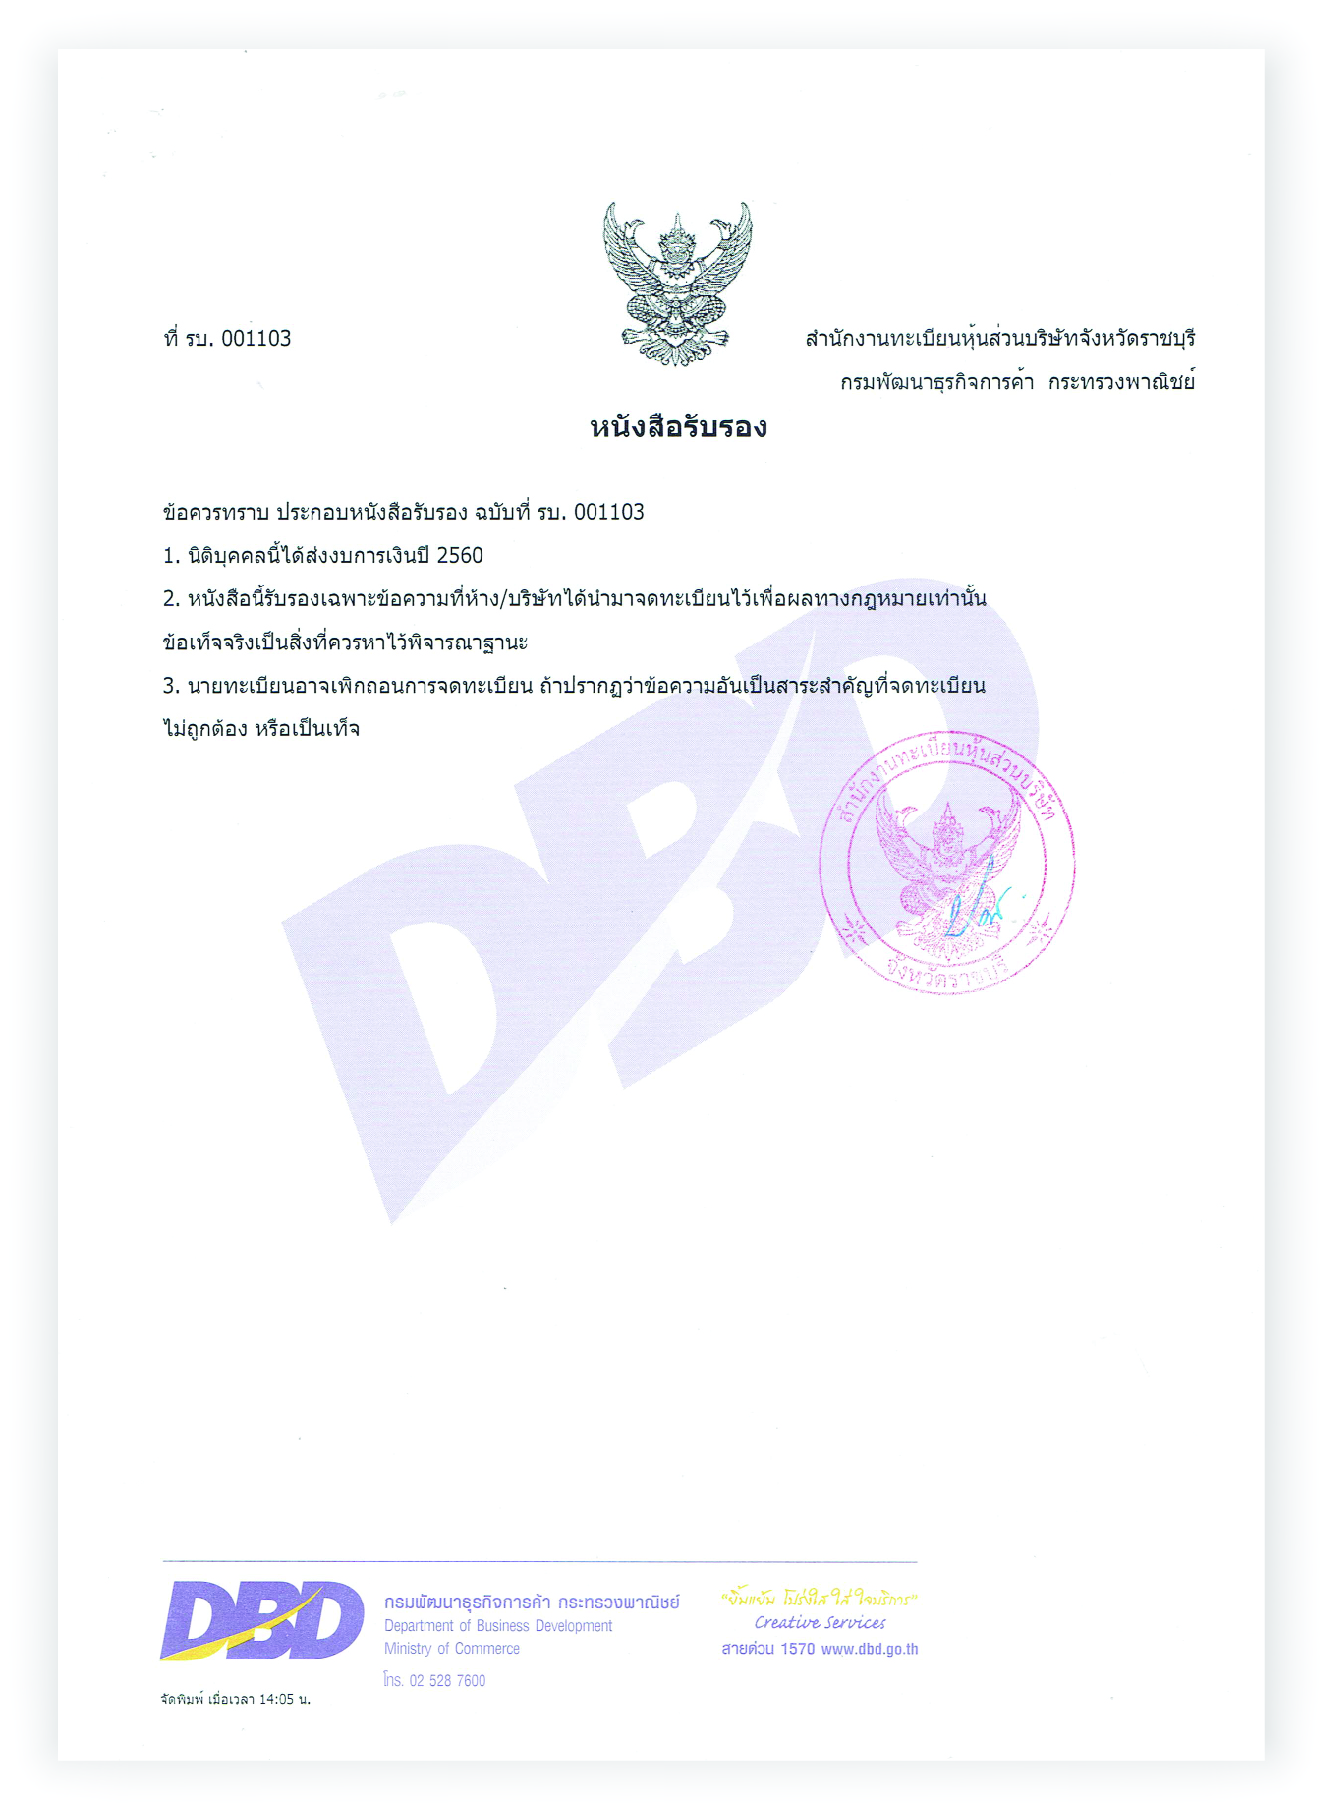 ที่ รบ. 001103
สำนักงานทะเบียนหุ้นส่วนบริษัทจังหวัดราชบุรี
กรมพัฒนาธุรกิจการค้า กระทรวงพาณิชย์
หนังสือรับรอง
ข้อควรทราบ ประกอบหนังสือรับรอง ฉบับที่ รบ. 001103
1. นิติบุคคลนี้ได้ส่งงบการเงินปี 2560
2. หนังสือนี้รับรองเฉพาะข้อความที่ห้าง/บริษัทได้นำมาจดทะเบียนไว้เพื่อผลทางกฎหมายเท่านั้น
ข้อเท็จจริงเป็นสิ่งที่ควรหาไว้พิจารณาฐานะ
3. นายทะเบียนอาจเพิกถอนการจดทะเบียน ถ้าปรากฏว่าข้อความอันเป็นสาระสำคัญที่จดทะเบียน
ไม่ถูกต้อง หรือเป็นเท็จ
DBD
สำนักงานทะเบียนหุ้นส่วนบริษัท
จังหวัดราชบุรี
DBD
กรมพัฒนาธุรกิจการค้า กระทรวงพาณิชย์
Department of Business Development
Ministry of Commerce
โทร. 02 528 7600
"ยิ้มแย้ม โปร่งใส ใส่ใจบริการ"
Creative Services
สายด่วน 1570 www.dbd.go.th
จัดพิมพ์ เมื่อเวลา 14:05 น.